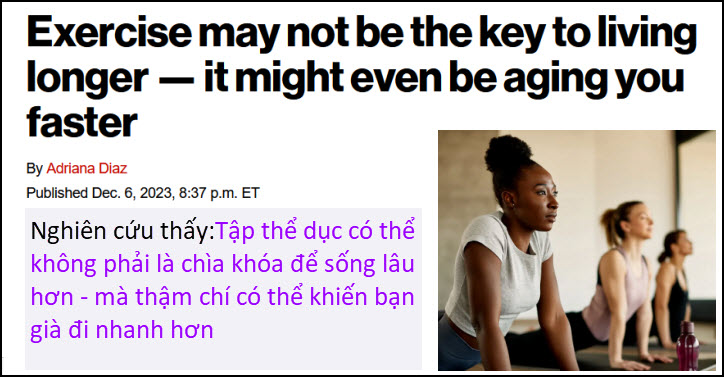 Exercise may not be the key to living
longer — it might even be aging you
faster
By Adriana Diaz
Published Dec. 6, 2023, 8:37 p.m. ET
Nghiên cứu thấy:Tập thể dục có thể
không phải là chìa khóa để sống lâu
hơn - mà thậm chí có thể khiến bạn
già đi nhanh hơn